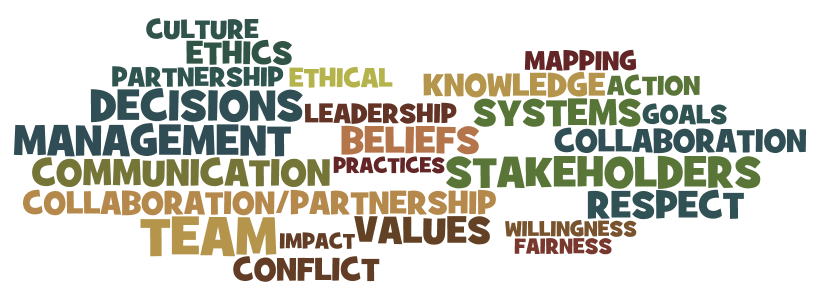 CULTURE
ETHICS
MAPPING
PARTNERSHIP ETHICAL
KNOWLEDGE ACTION
DECISIONS LEADERSHIP SYSTEMS GOALS
MANAGEMENT BELIEFS COLLABORATION
COMMUNICATION PRACTICES STAKEHOLDERS
COLLABORATION/PARTNERSHIP RESPECT
TEAM IMPACT VALUES WILLINGNESS
FAIRNESS
CONFLICT